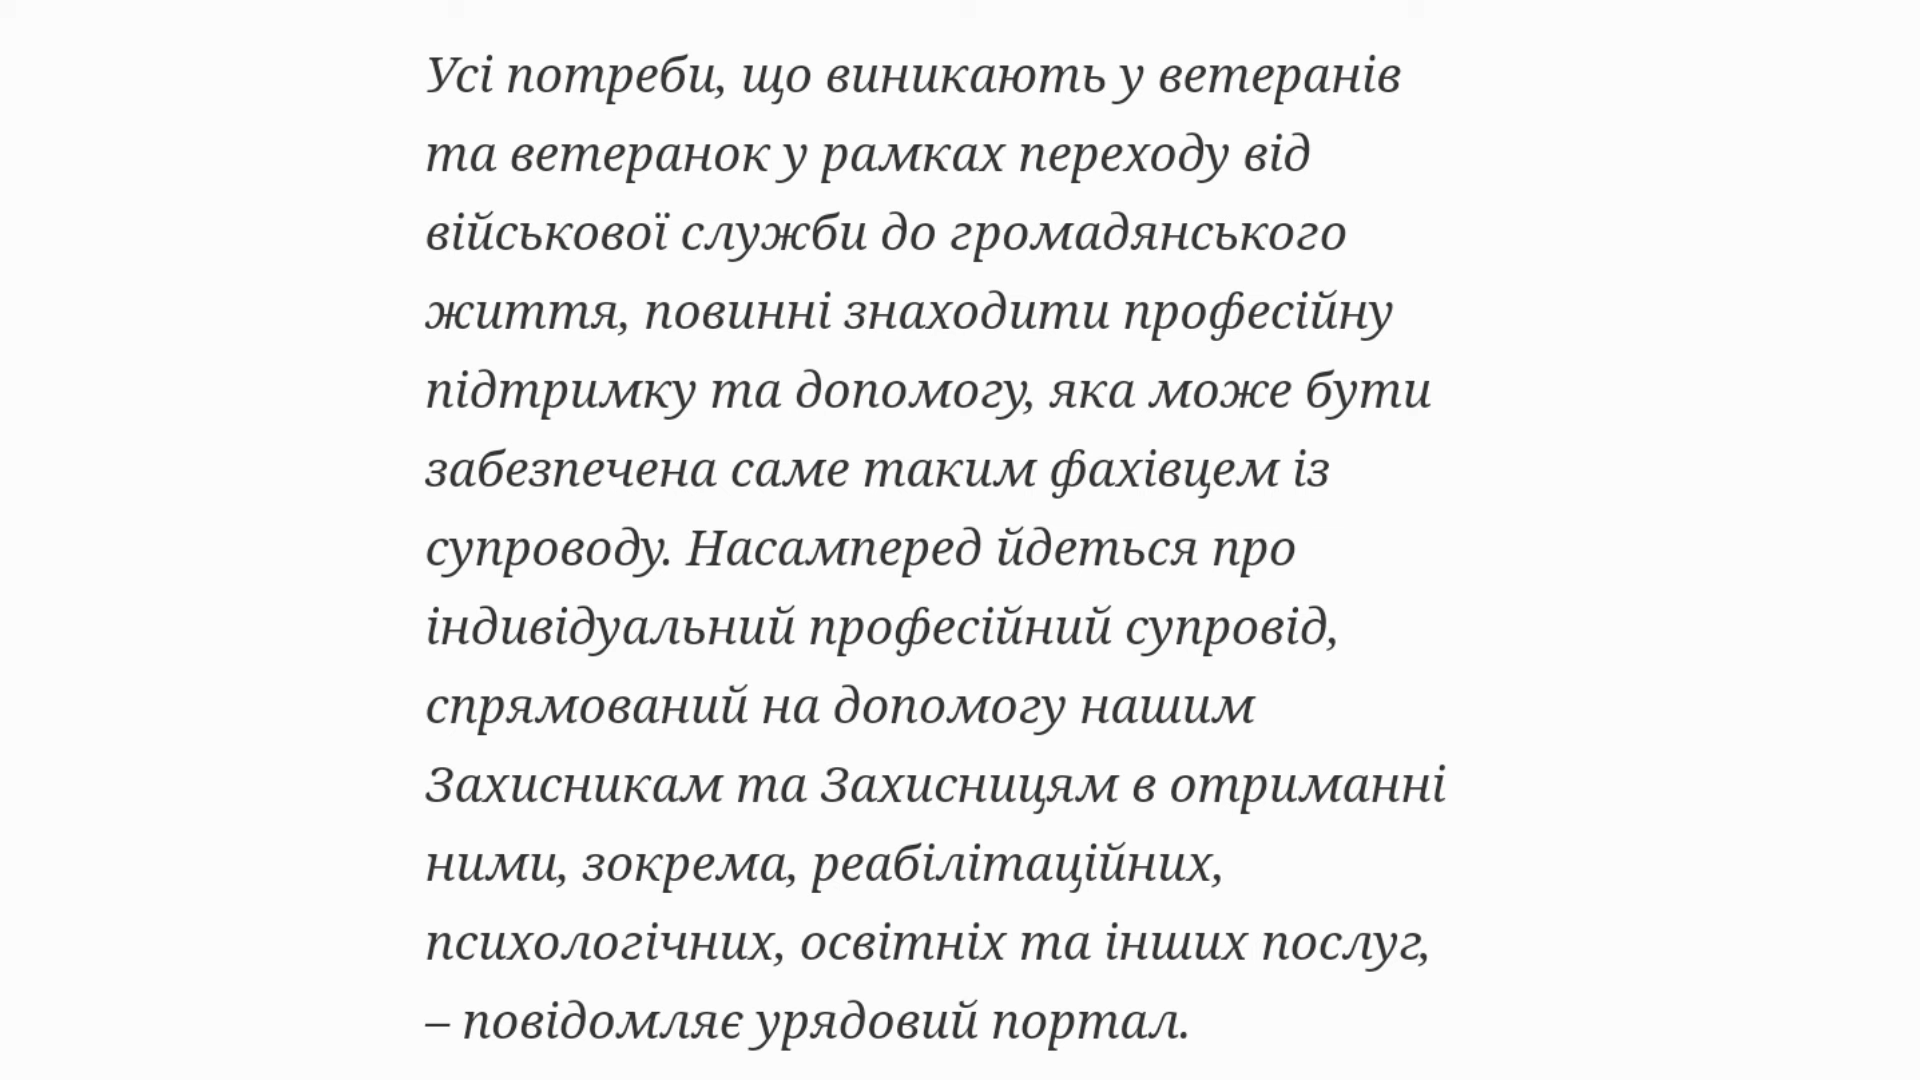 Усі потреби, що виникають у ветеранів
та ветеранок у рамках переходу від
військової служби до громадянського
життя, повинні знаходити професійну
підтримку та допомогу, яка може бути
забезпечена саме таким фахівцем із
супроводу. Насамперед йдеться про
індивідуальний професійний супровід,
спрямований на допомогу нашим
Захисникам та Захисницям в отриманні
ними, зокрема, реабілітаційних,
психологічних, освітніх та інших послуг,
– повідомляє урядовий портал.